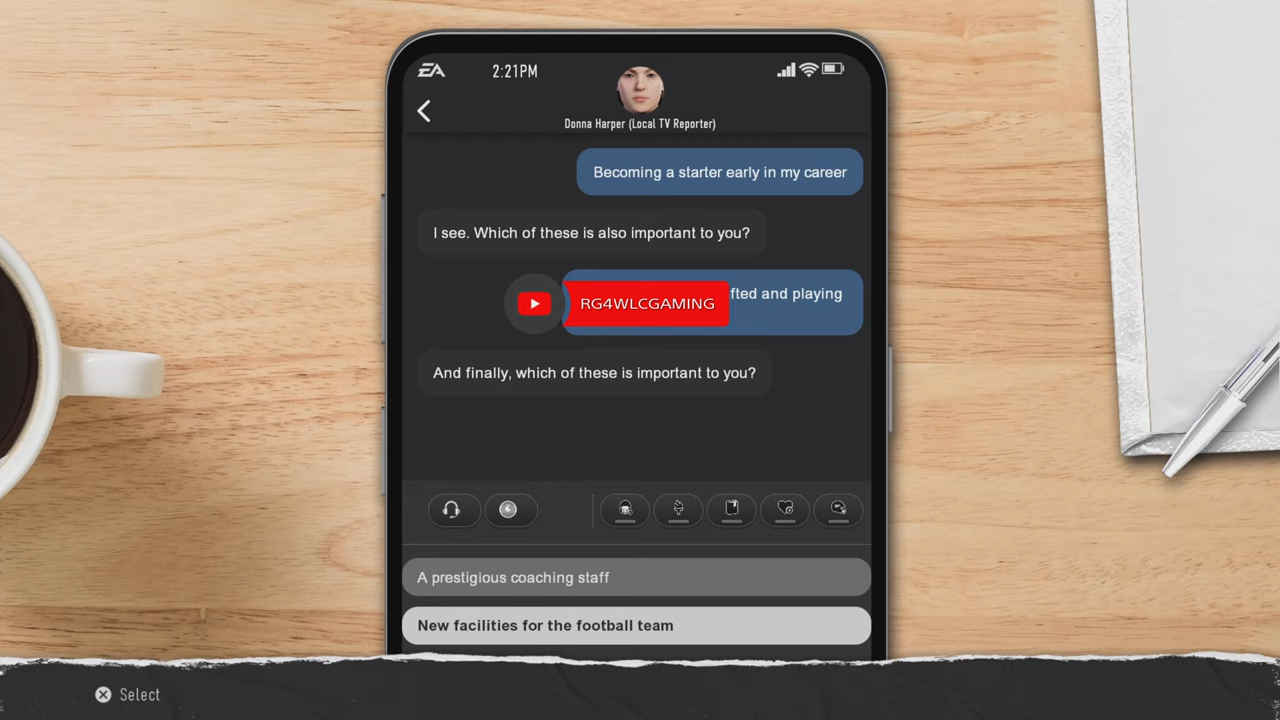 EA
2:21PM
Donna Harper (Local TV Reporter)
Becoming a starter early in my career
I see. Which of these is also important to you?
and playing
RG4WLCGAMING
And finally, which of these is important to you?
A prestigious coaching staff
New facilities for the football team
Select